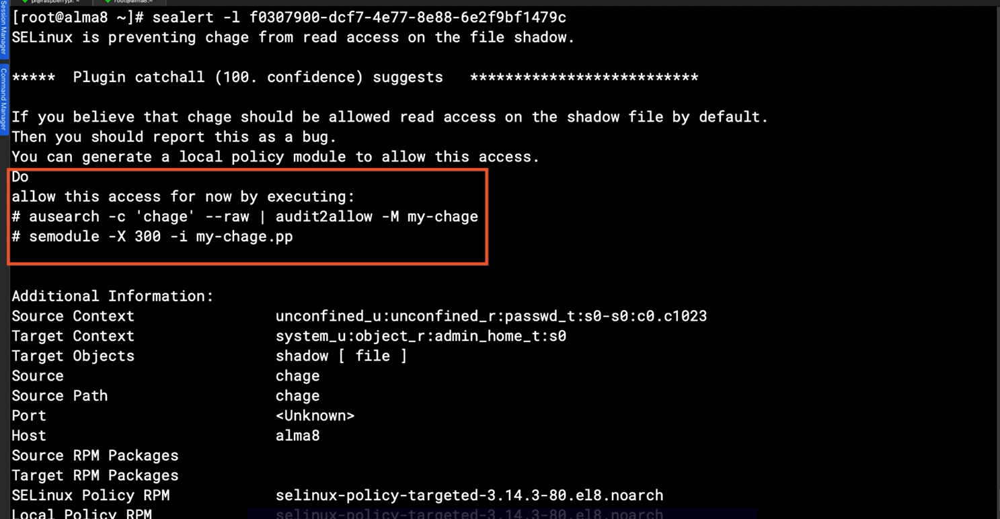 pi@raspberrypi: ~ root@alma8:~
Session Manager
Command Manager
[root@alma8 ~]# sealert -l f0307900-dcf7-4e77-8e88-6e2f9bf1479c
SELinux is preventing chage from read access on the file shadow.
***** Plugin catchall (100. confidence) suggests **************************
If you believe that chage should be allowed read access on the shadow file by default.
Then you should report this as a bug.
You can generate a local policy module to allow this access.
Do
allow this access for now by executing:
# ausearch -c 'chage' --raw | audit2allow -M my-chage
# semodule -X 300 -i my-chage.pp
Additional Information:
Source Context unconfined_u:unconfined_r:passwd_t:s0-s0:c0.c1023
Target Context system_u:object_r:admin_home_t:s0
Target Objects shadow [ file ]
Source chage
Source Path chage
Port <Unknown>
Host alma8
Source RPM Packages
Target RPM Packages
SELinux Policy RPM selinux-policy-targeted-3.14.3-80.el8.noarch
Local Policy RPM selinux-policy-targeted-3.14.3-80.el8.noarch